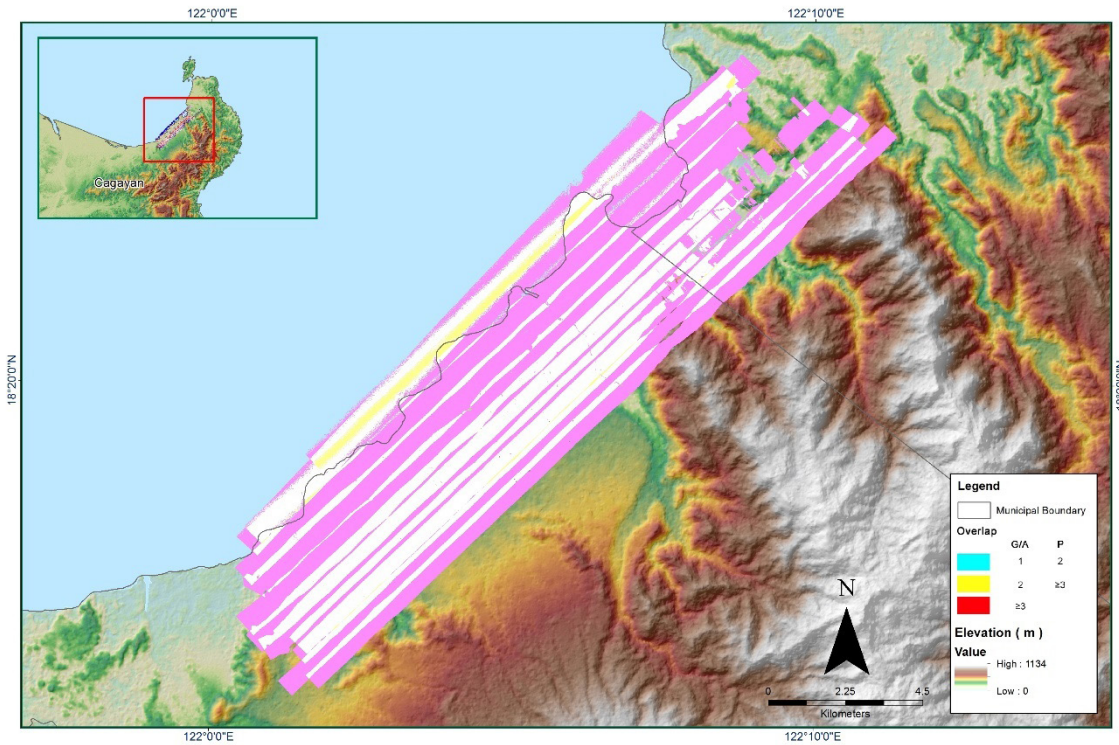 122°0'0"E
122°10'0"E
Cagayan
18°20'0"N
Legend
Municipal Boundary
Overlap
G/A P
1 2
2 ≥3
≥3
Elevation ( m )
Value
High : 1134
Low : 0
N
0 2.25 4.5
Kilometers
122°0'0"E
122°10'0"E